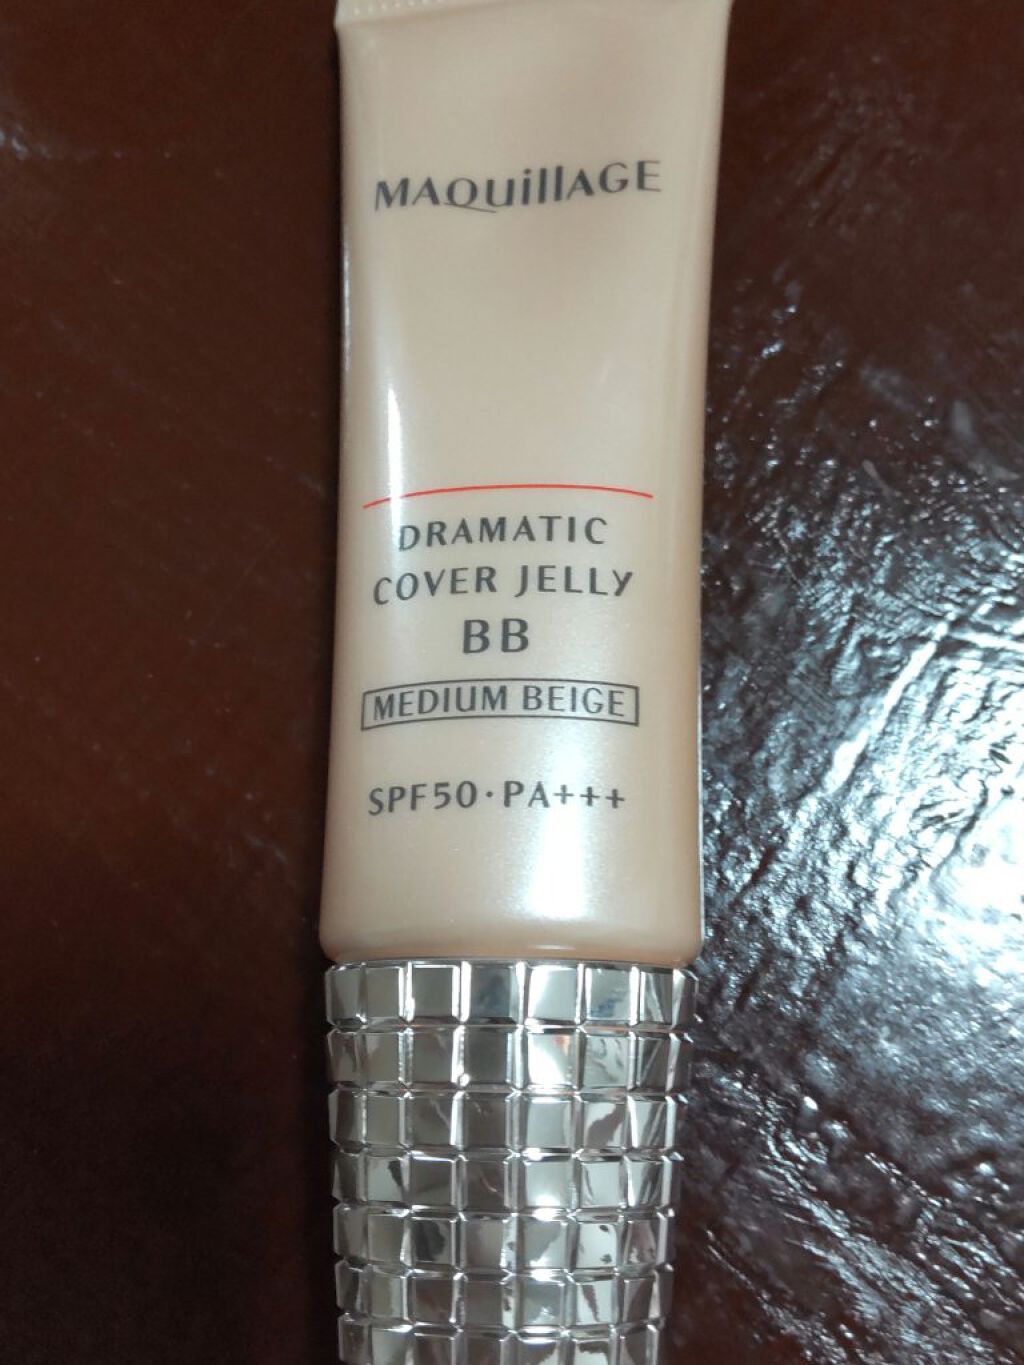 MAQuillAGE
DRAMATIC
COVER JELLY
BB
MEDIUM BEIGE
SPF50・PA+++